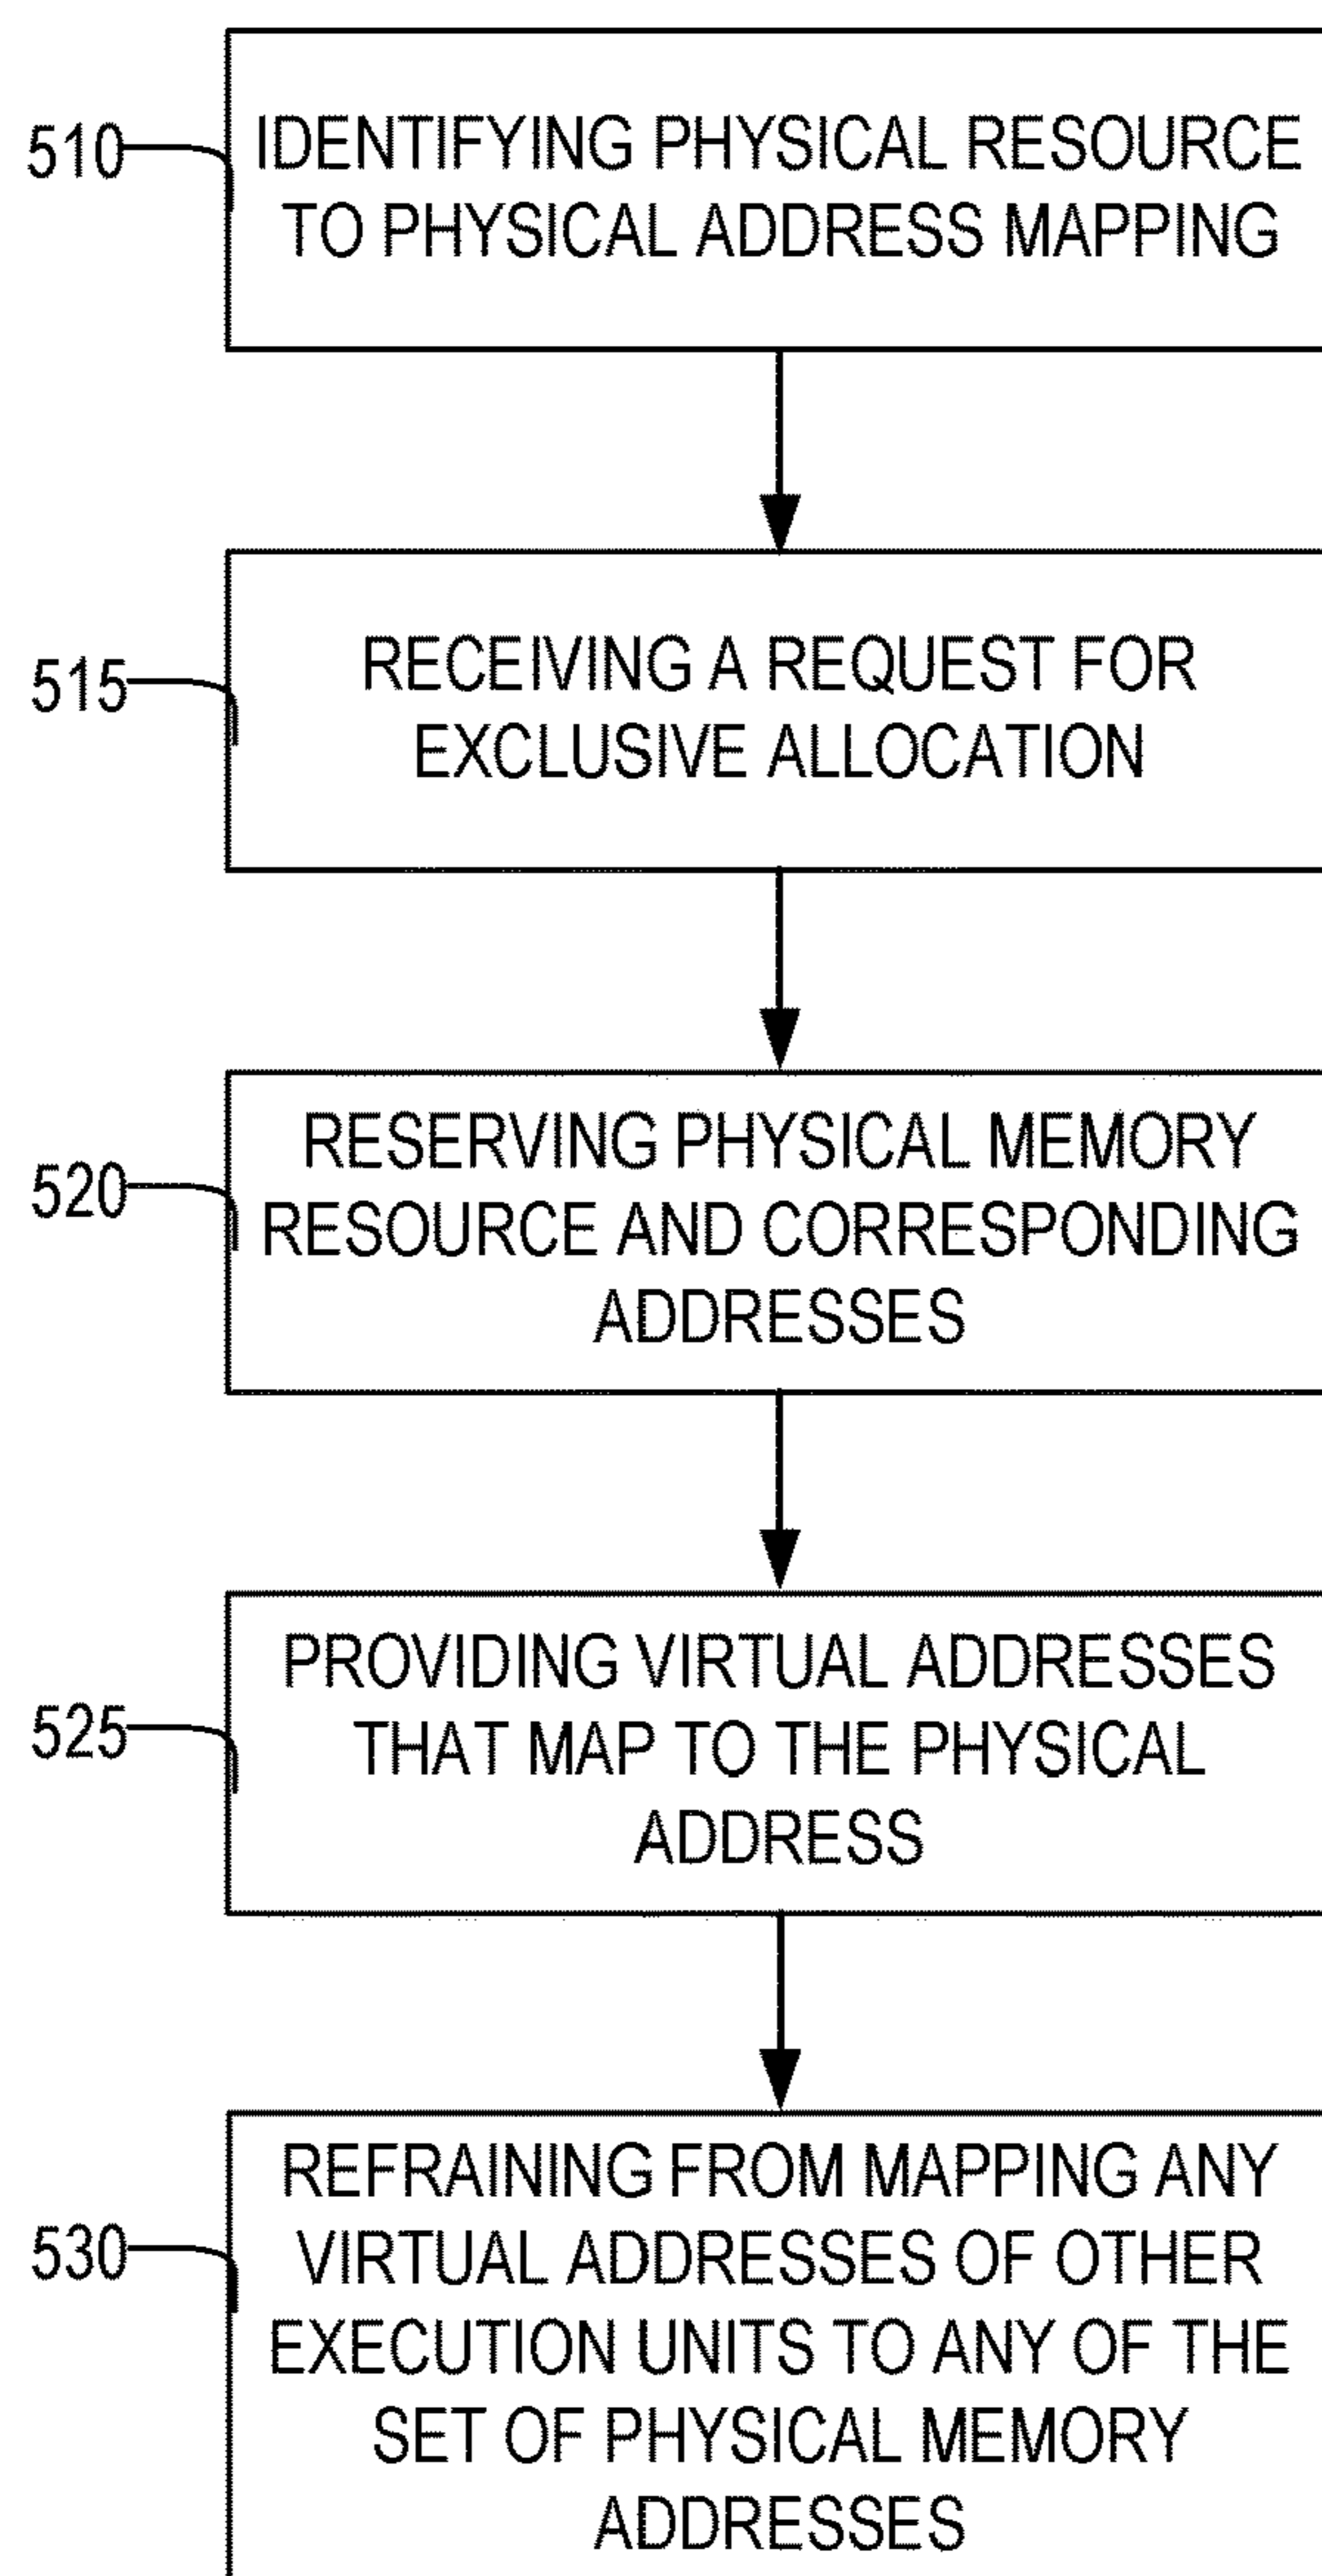 510
IDENTIFYING PHYSICAL RESOURCE
TO PHYSICAL ADDRESS MAPPING
515
RECEIVING A REQUEST FOR
EXCLUSIVE ALLOCATION
520
RESERVING PHYSICAL MEMORY
RESOURCE AND CORRESPONDING
ADDRESSES
525
PROVIDING VIRTUAL ADDRESSES
THAT MAP TO THE PHYSICAL
ADDRESS
530
REFRAINING FROM MAPPING ANY
VIRTUAL ADDRESSES OF OTHER
EXECUTION UNITS TO ANY OF THE
SET OF PHYSICAL MEMORY
ADDRESSES